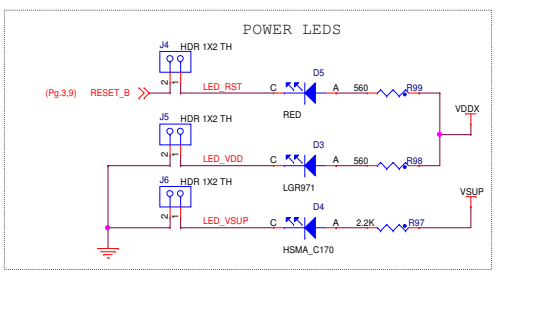 POWER LEDS
J4 HDR 1X2 TH
2 1
(Pg.3,9) RESET_B LED_RST C D5 A 560 R99
RED
VDDX
J5 HDR 1X2 TH
2 1
LED_VDD C D3 A 560 R98
LGR971
J6 HDR 1X2 TH
2 1
VSUP
LED_VSUP C D4 A 2.2K R97
HSMA_C170